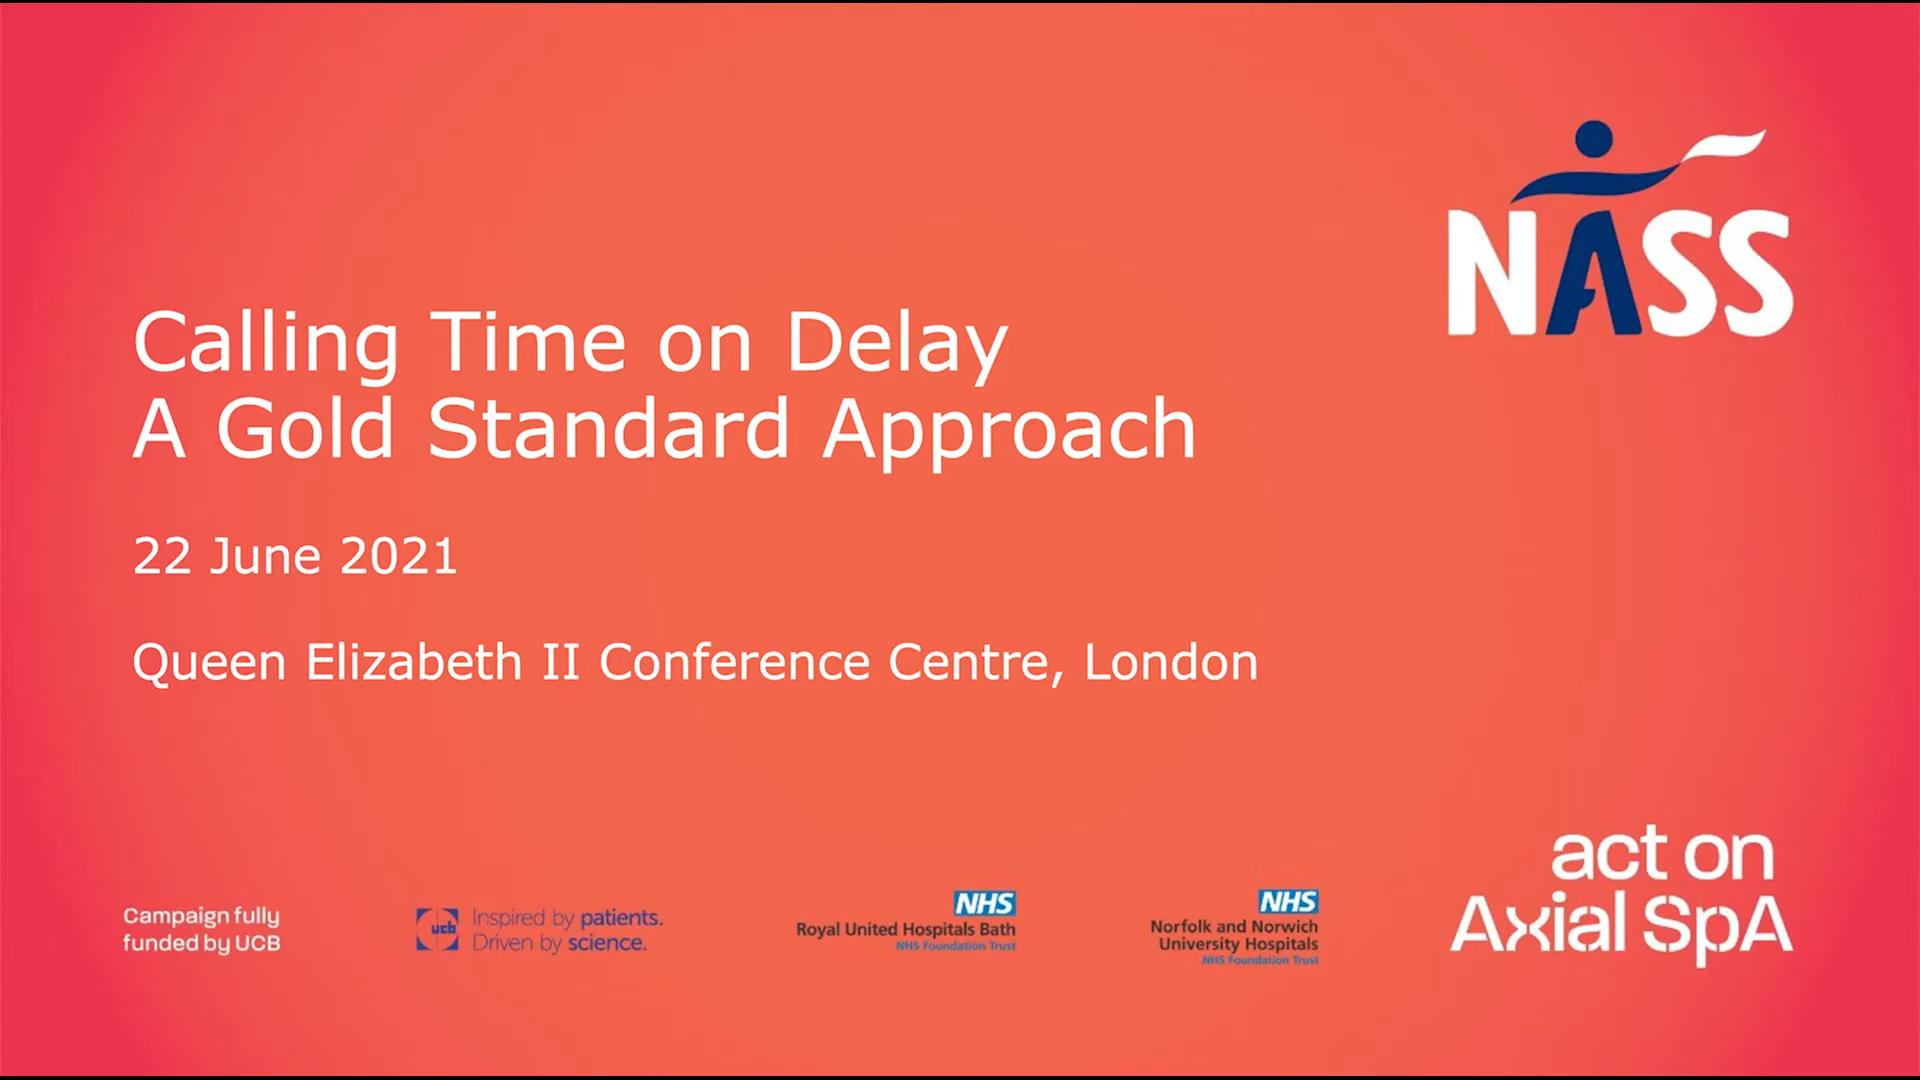 NASS
Calling Time on Delay
A Gold Standard Approach
22 June 2021
Queen Elizabeth II Conference Centre, London
Campaign fully
funded by UCB
ucb
Inspired by patients.
Driven by science.
NHS
Royal United Hospitals Bath
NHS Foundation Trust
NHS
Norfolk and Norwich
University Hospitals
NHS Foundation Trust
act on
Axial SpA